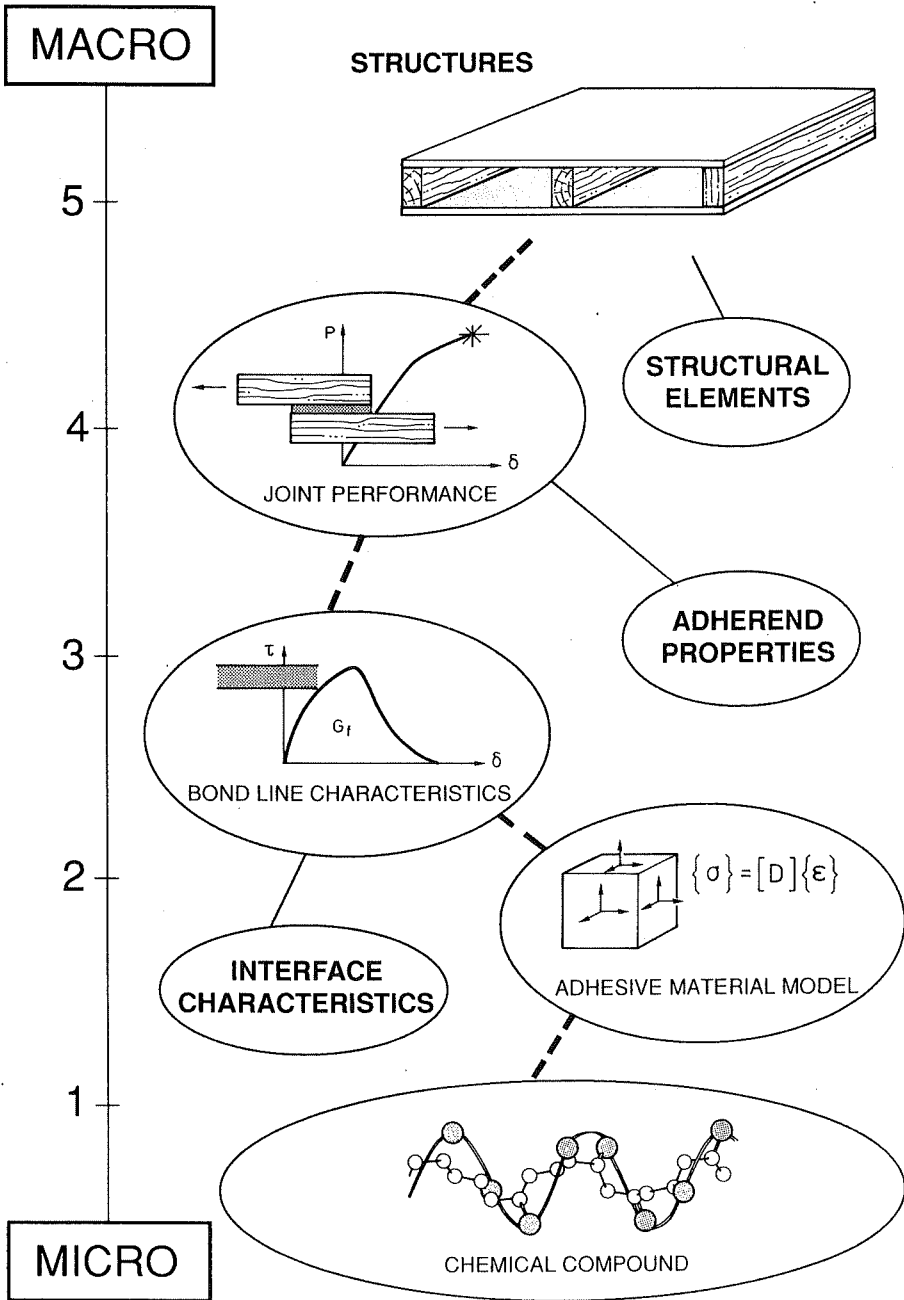 MACRO
STRUCTURES
5
P
STRUCTURAL
ELEMENTS
4
δ
JOINT PERFORMANCE
ADHEREND
PROPERTIES
3
τ
Gf
δ
BOND LINE CHARACTERISTICS
2
{σ} = [D]{ε}
INTERFACE
CHARACTERISTICS
ADHESIVE MATERIAL MODEL
1
CHEMICAL COMPOUND
MICRO